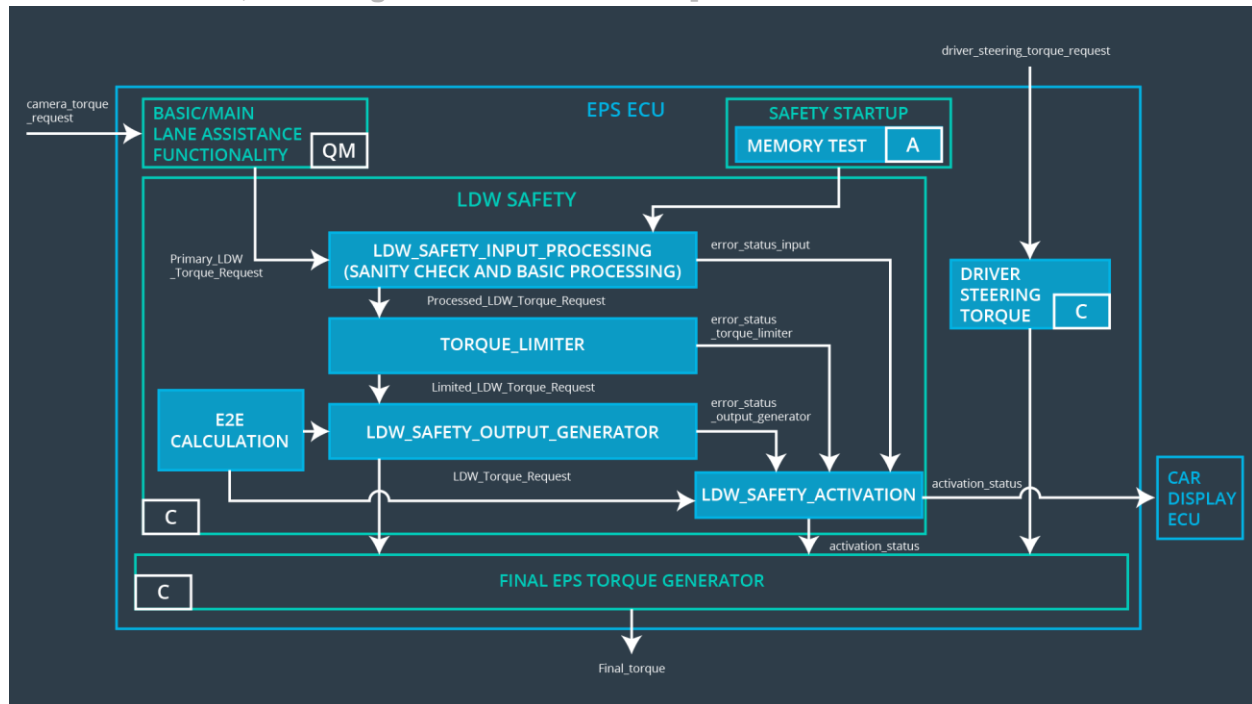 driver_steering_torque_request
camera_torque
_request
EPS ECU
BASIC/MAIN
LANE ASSISTANCE
FUNCTIONALITY
QM
SAFETY STARTUP
MEMORY TEST
A
LDW SAFETY
Primary_LDW
_Torque_Request
LDW_SAFETY_INPUT_PROCESSING
(SANITY CHECK AND BASIC PROCESSING)
error_status_input
DRIVER
STEERING
TORQUE
C
Processed_LDW_Torque_Request
TORQUE_LIMITER
error_status
_torque_limiter
Limited_LDW_Torque_Request
E2E
CALCULATION
LDW_SAFETY_OUTPUT_GENERATOR
error_status
_output_generator
LDW_Torque_Request
LDW_SAFETY_ACTIVATION
activation_status
CAR
DISPLAY
ECU
C
activation_status
FINAL EPS TORQUE GENERATOR
C
Final_torque